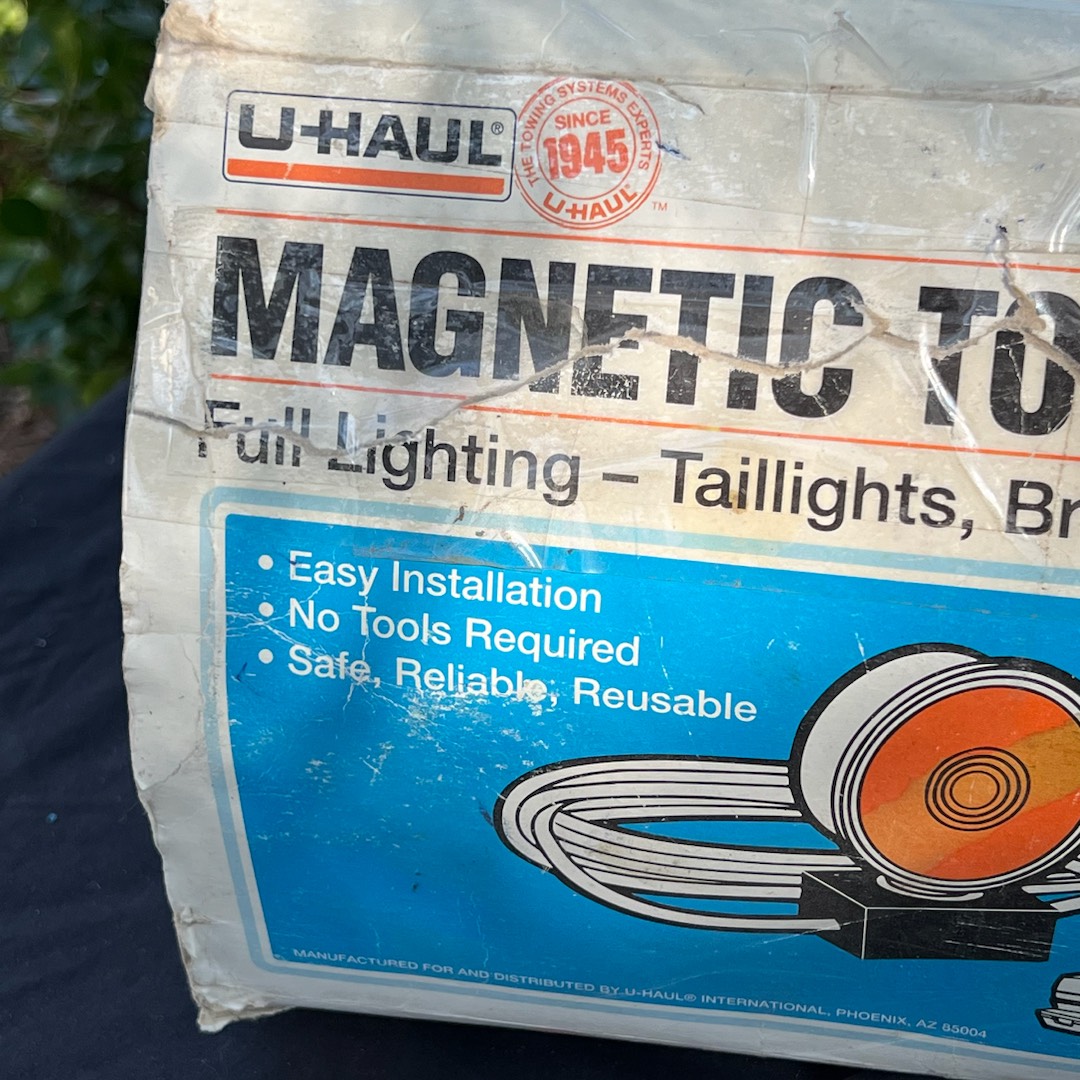 U-HAUL®
THE TOWING SYSTEMS EXPERTS
SINCE
1945
U-HAUL®
TM
MAGNETIC TO
Full Lighting – Taillights, Br
• Easy Installation
• No Tools Required
• Safe, Reliable, Reusable
MANUFACTURED FOR AND DISTRIBUTED BY U-HAUL® INTERNATIONAL, PHOENIX, AZ 85004